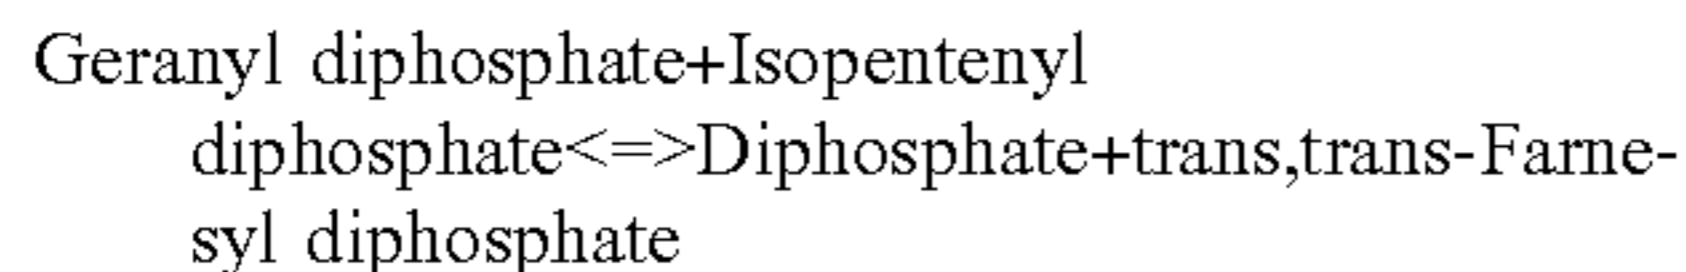 Geranyl diphosphate+Isopentenyl
diphosphate<=>Diphosphate+trans,trans-Farne-
syl diphosphate